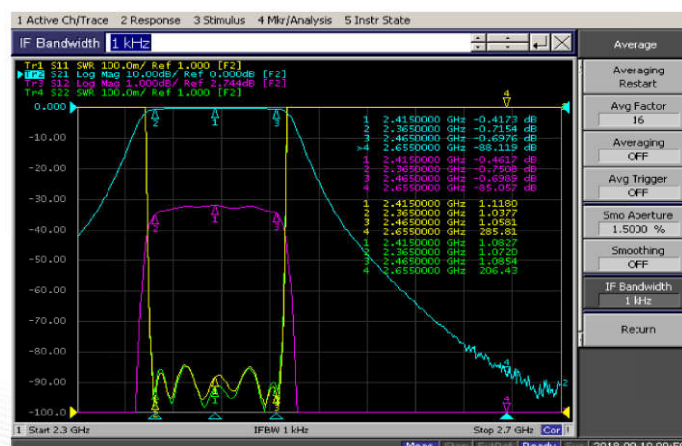 1 Active Ch/Trace 2 Response 3 Stimulus 4 Mkr/Analysis 5 Instr State
IF Bandwidth 1 kHz
Tr1 S11 SWR 100.0m/ Ref 1.000 [F2]
Tr2 S21 Log Mag 10.00dB/ Ref 0.000dB [F2]
Tr3 S12 Log Mag 1.000dB/ Ref 2.744dB [F2]
Tr4 S22 SWR 100.0m/ Ref 1.000 [F2]
0.000
-10.00
-20.00
-30.00
-40.00
-50.00
-60.00
-70.00
-80.00
-90.00
-100.0
1 2.4150000 GHz -0.4173 dB
2 2.3650000 GHz -0.7154 dB
3 2.4650000 GHz -0.6976 dB
>4 2.6550000 GHz -88.119 dB
1 2.4150000 GHz -0.4617 dB
2 2.3650000 GHz -0.7508 dB
3 2.4650000 GHz -0.6989 dB
4 2.6550000 GHz -85.057 dB
1 2.4150000 GHz 1.1180
2 2.3650000 GHz 1.0377
3 2.4650000 GHz 1.0581
4 2.6550000 GHz 285.81
1 2.4150000 GHz 1.0827
2 2.3650000 GHz 1.0720
3 2.4650000 GHz 1.0854
4 2.6550000 GHz 206.43
1 Start 2.3 GHz IFBW 1 kHz Stop 2.7 GHz Cor !
Average
Averaging
Restart
Avg Factor
16
Averaging
OFF
Avg Trigger
OFF
Smo Aperture
1.5000 %
Smoothing
OFF
IF Bandwidth
1 kHz
Return